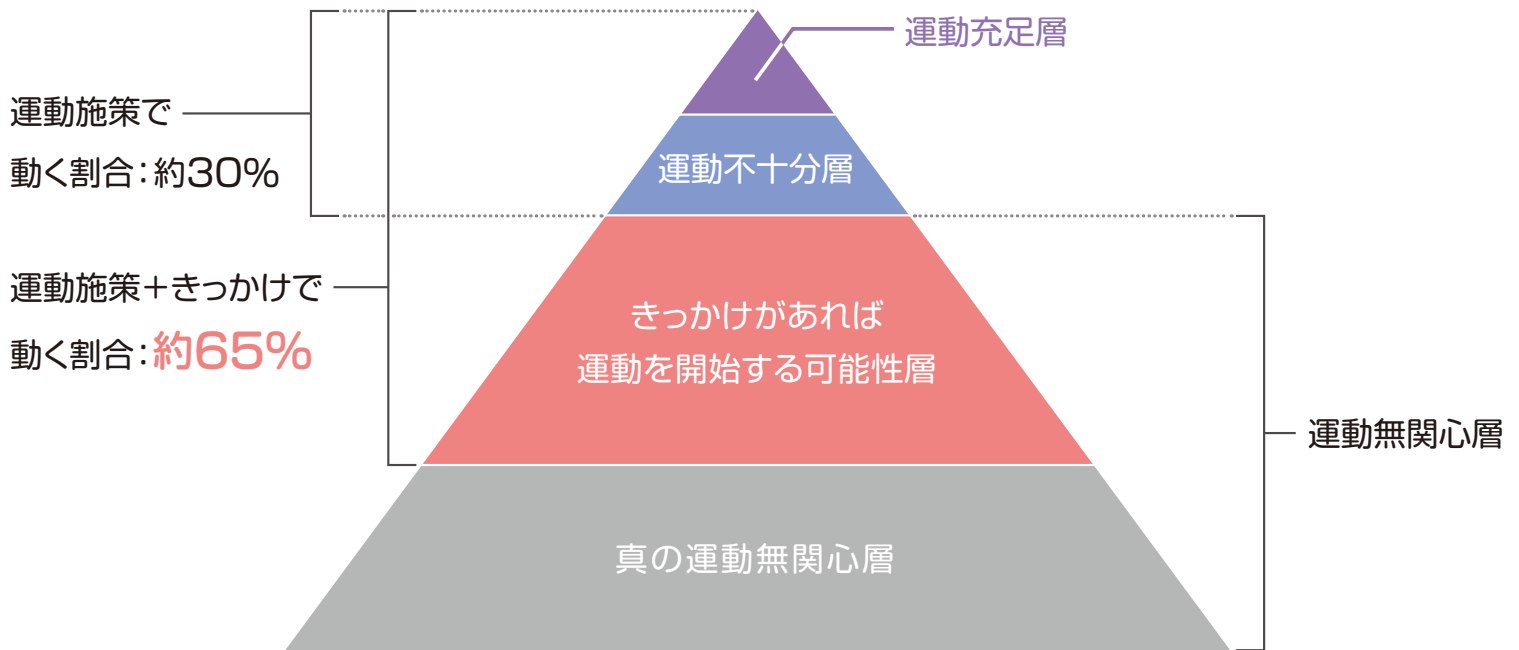 運動充足層
運動施策で
動く割合：約30%
運動不十分層
運動施策＋きっかけで
動く割合：約65%
きっかけがあれば
運動を開始する可能性層
運動無関心層
真の運動無関心層